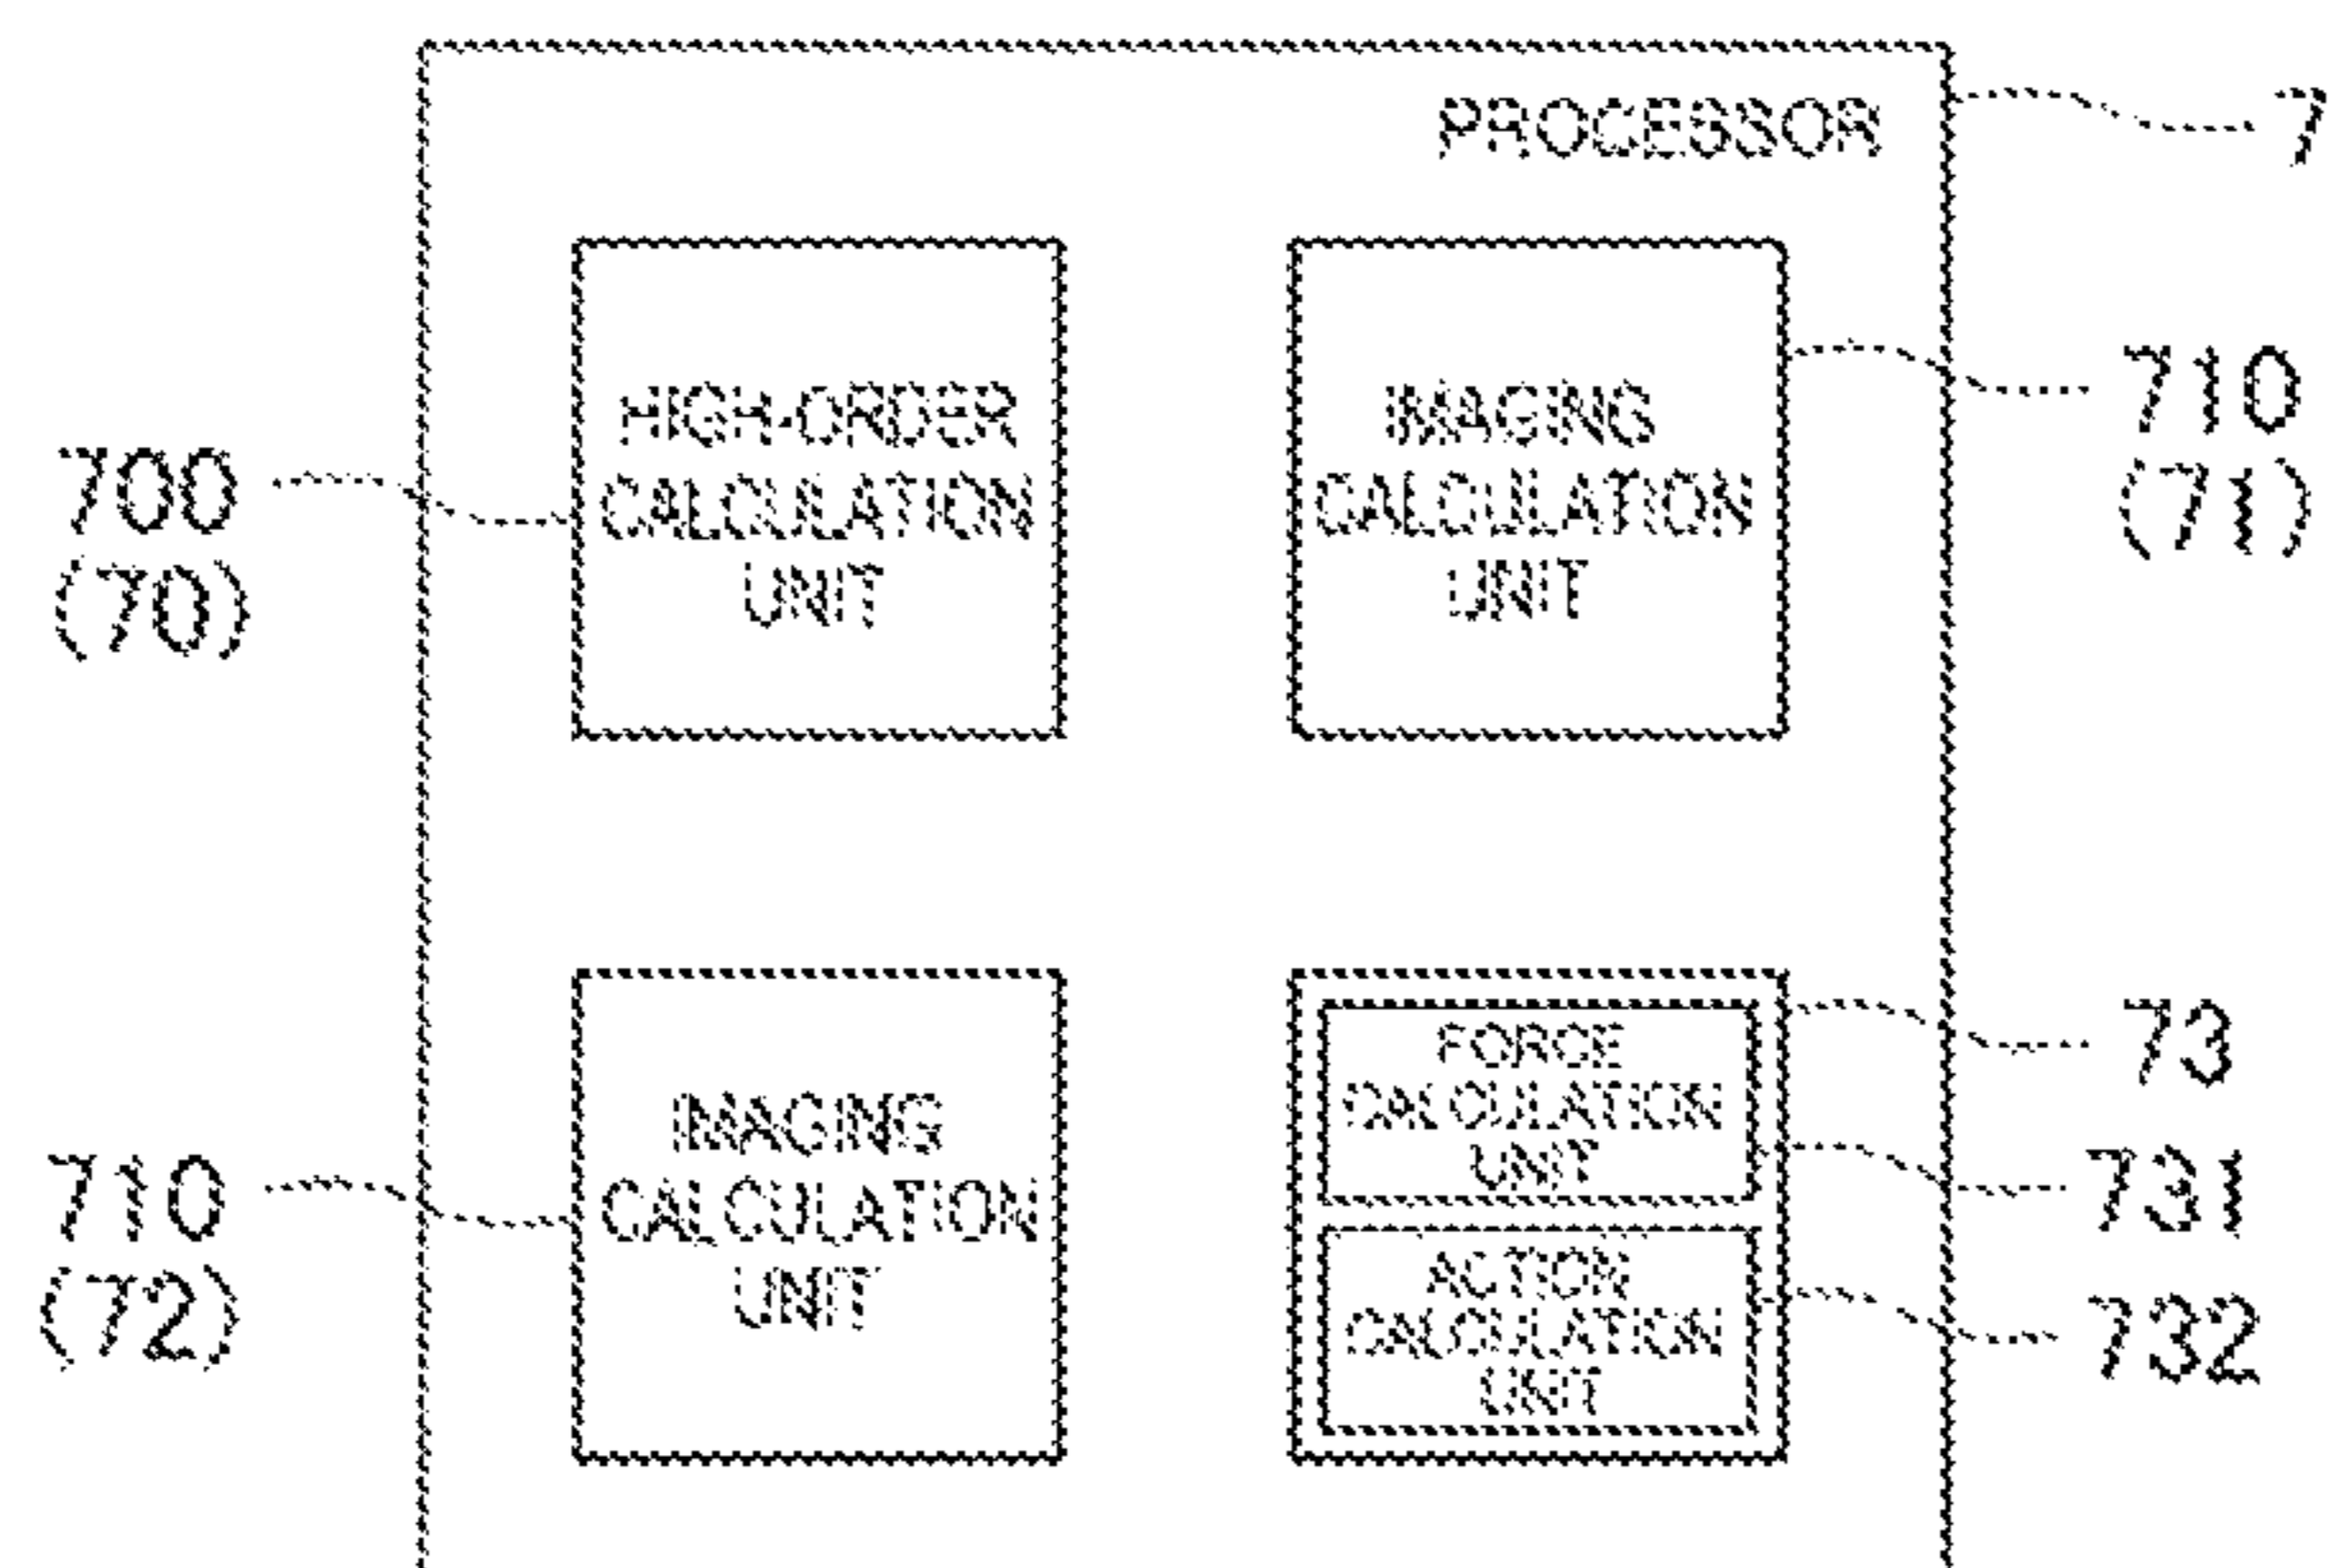 PROCESSOR
7
HIGH-ORDER
CALCULATION
UNIT
700
(70)
IMAGING
CALCULATION
UNIT
710
(71)
IMAGING
CALCULATION
UNIT
710
(72)
73
FORCE
CALCULATION
UNIT
731
ACTION
CALCULATION
UNIT
732